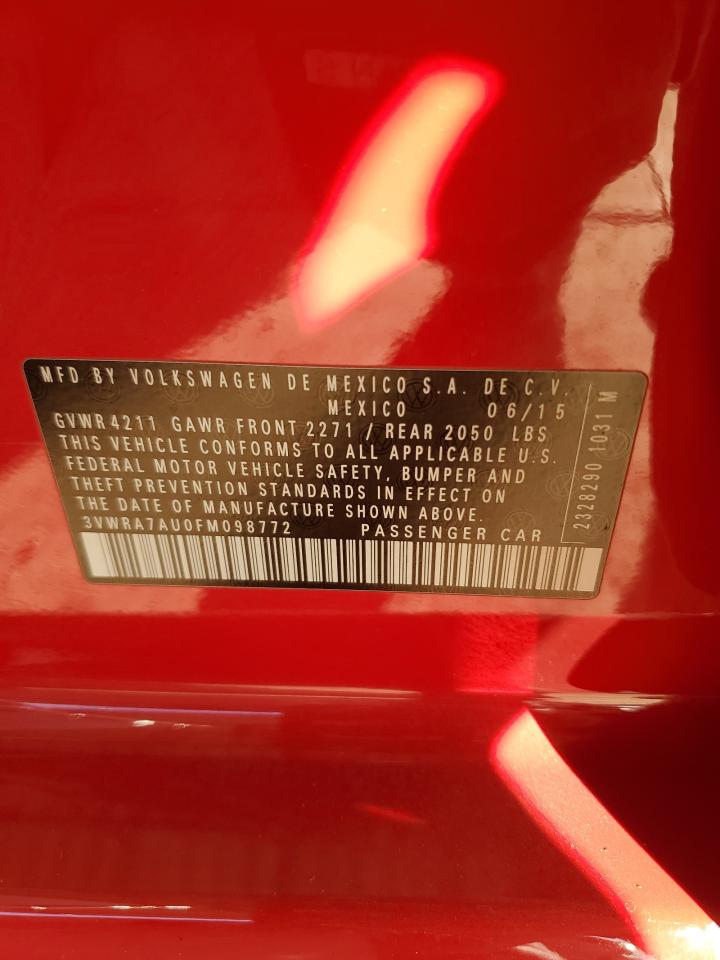 MFD BY VOLKSWAGEN DE MEXICO S.A. DE C.V.
MEXICO 06/15
GVWR 4211 GAWR FRONT 2271 / REAR 2050 LBS
THIS VEHICLE CONFORMS TO ALL APPLICABLE U.S.
FEDERAL MOTOR VEHICLE SAFETY, BUMPER AND
THEFT PREVENTION STANDARDS IN EFFECT ON
THE DATE OF MANUFACTURE SHOWN ABOVE.
3VWRA7AU0FM098772 PASSENGER CAR
2328290 1031 M